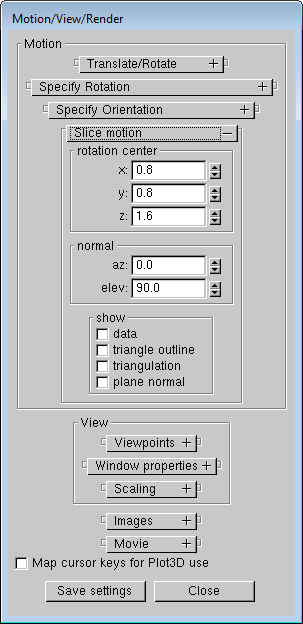 Motion/View/Render
Motion
Translate/Rotate +
Specify Rotation +
Specify Orientation +
Slice motion −
rotation center
x: 0.8
y: 0.8
z: 1.6
normal
az: 0.0
elev: 90.0
show
data
triangle outline
triangulation
plane normal
View
Viewpoints +
Window properties +
Scaling +
Images +
Movie +
Map cursor keys for Plot3D use
Save settings Close